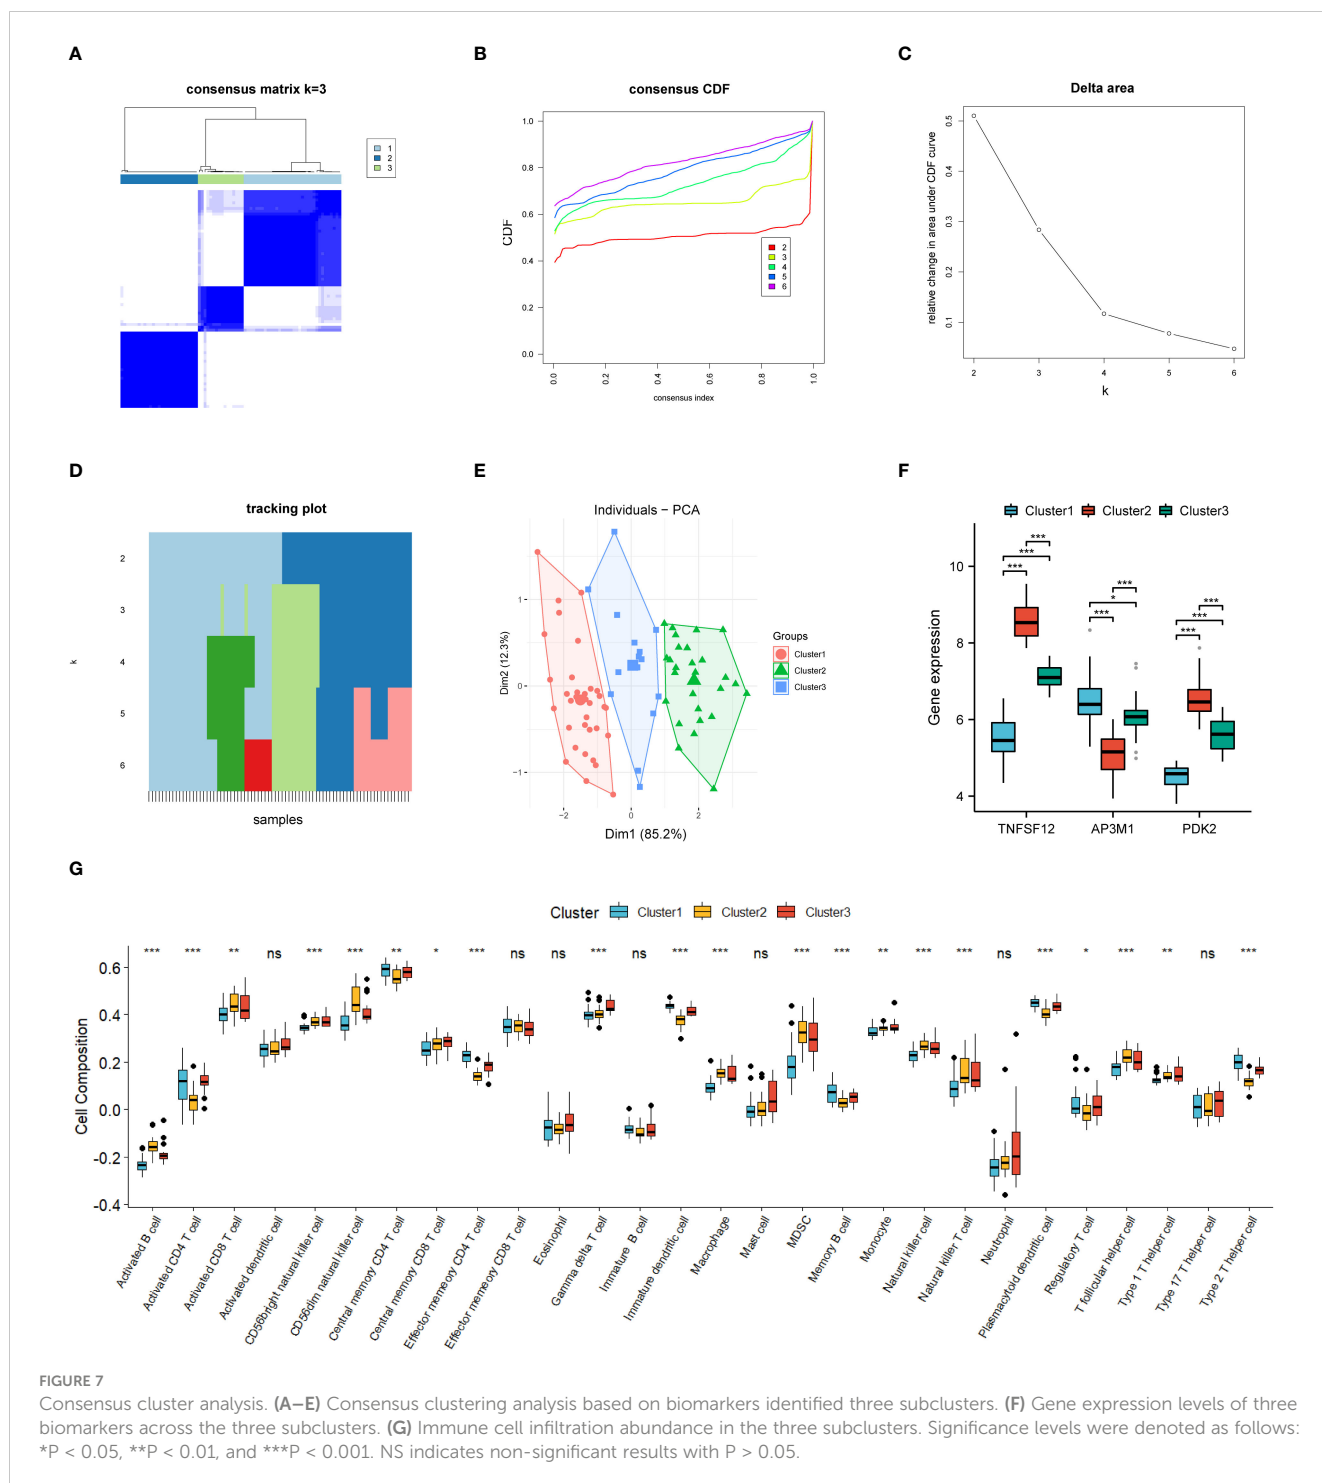 A
consensus matrix k=3
1
2
3
B
consensus CDF
CDF
1.0
0.8
0.6
0.4
0.2
0.0
0.0
0.2
0.4
0.6
0.8
1.0
consensus index
2
3
4
5
6
C
Delta area
relative change in area under CDF curve
0.5
0.4
0.3
0.2
0.1
2
3
4
5
6
k
D
tracking plot
k
2
3
4
5
6
samples
E
Individuals − PCA
Dim2 (12.3%)
1
0
−1
−2
0
2
Dim1 (85.2%)
Groups
Cluster1
Cluster2
Cluster3
F
Cluster1 Cluster2 Cluster3
Gene expression
10
8
6
4
***
***
***
***
*
***
***
***
***
TNFSF12 AP3M1 PDK2
G
Cluster Cluster1 Cluster2 Cluster3
*** *** ** ns *** *** ** * *** ns ns *** ns *** *** ns *** *** ** *** *** ns *** * *** ** ns ***
Cell Composition
0.6
0.4
0.2
0.0
-0.2
-0.4
Activated B cell
Activated CD4 T cell
Activated CD8 T cell
Activated dendritic cell
CD56bright natural killer cell
CD56dim natural killer cell
Central memory CD4 T cell
Central memory CD8 T cell
Effector memeory CD4 T cell
Effector memeory CD8 T cell
Eosinophil
Gamma delta T cell
Immature B cell
Immature dendritic cell
Macrophage
Mast cell
MDSC
Memory B cell
Monocyte
Natural killer cell
Natural killer T cell
Neutrophil
Plasmacytoid dendritic cell
Regulatory T cell
T follicular helper cell
Type 1 T helper cell
Type 17 T helper cell
Type 2 T helper cell
FIGURE 7
Consensus cluster analysis. (A–E) Consensus clustering analysis based on biomarkers identified three subclusters. (F) Gene expression levels of three
biomarkers across the three subclusters. (G) Immune cell infiltration abundance in the three subclusters. Significance levels were denoted as follows:
*P < 0.05, **P < 0.01, and ***P < 0.001. NS indicates non-significant results with P > 0.05.